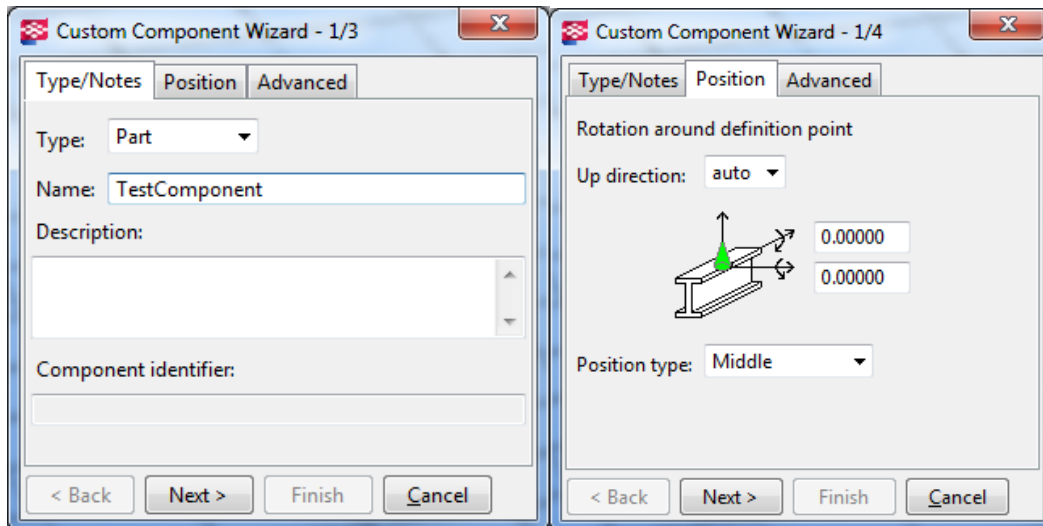 Custom Component Wizard - 1/3
Type/Notes Position Advanced
Type: Part
Name: TestComponent
Description:
Component identifier:
< Back Next > Finish Cancel
Custom Component Wizard - 1/4
Type/Notes Position Advanced
Rotation around definition point
Up direction: auto
0.00000
0.00000
Position type: Middle
< Back Next > Finish Cancel